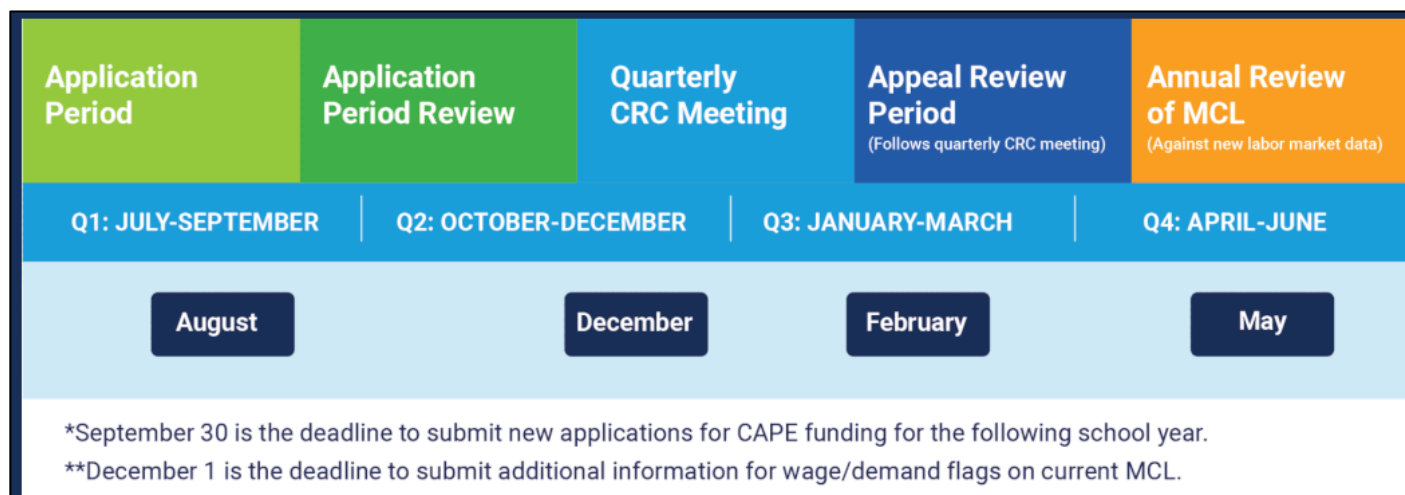 Application
Period
Application
Period Review
Quarterly
CRC Meeting
Appeal Review
Period
(Follows quarterly CRC meeting)
Annual Review
of MCL
(Against new labor market data)
Q1: JULY-SEPTEMBER
Q2: OCTOBER-DECEMBER
Q3: JANUARY-MARCH
Q4: APRIL-JUNE
August
December
February
May
*September 30 is the deadline to submit new applications for CAPE funding for the following school year.
**December 1 is the deadline to submit additional information for wage/demand flags on current MCL.